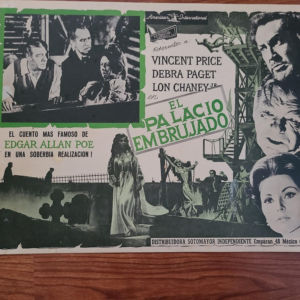 American International
Presenta a:
VINCENT PRICE
DEBRA PAGET
LON CHANEY JR.
en
EL
PALACIO
EMBRUJADO
EL CUENTO MAS FAMOSO DE
EDGAR ALLAN POE
EN UNA SOBERBIA REALIZACION!
DISTRIBUIDORA SOTOMAYOR INDEPENDIENTE